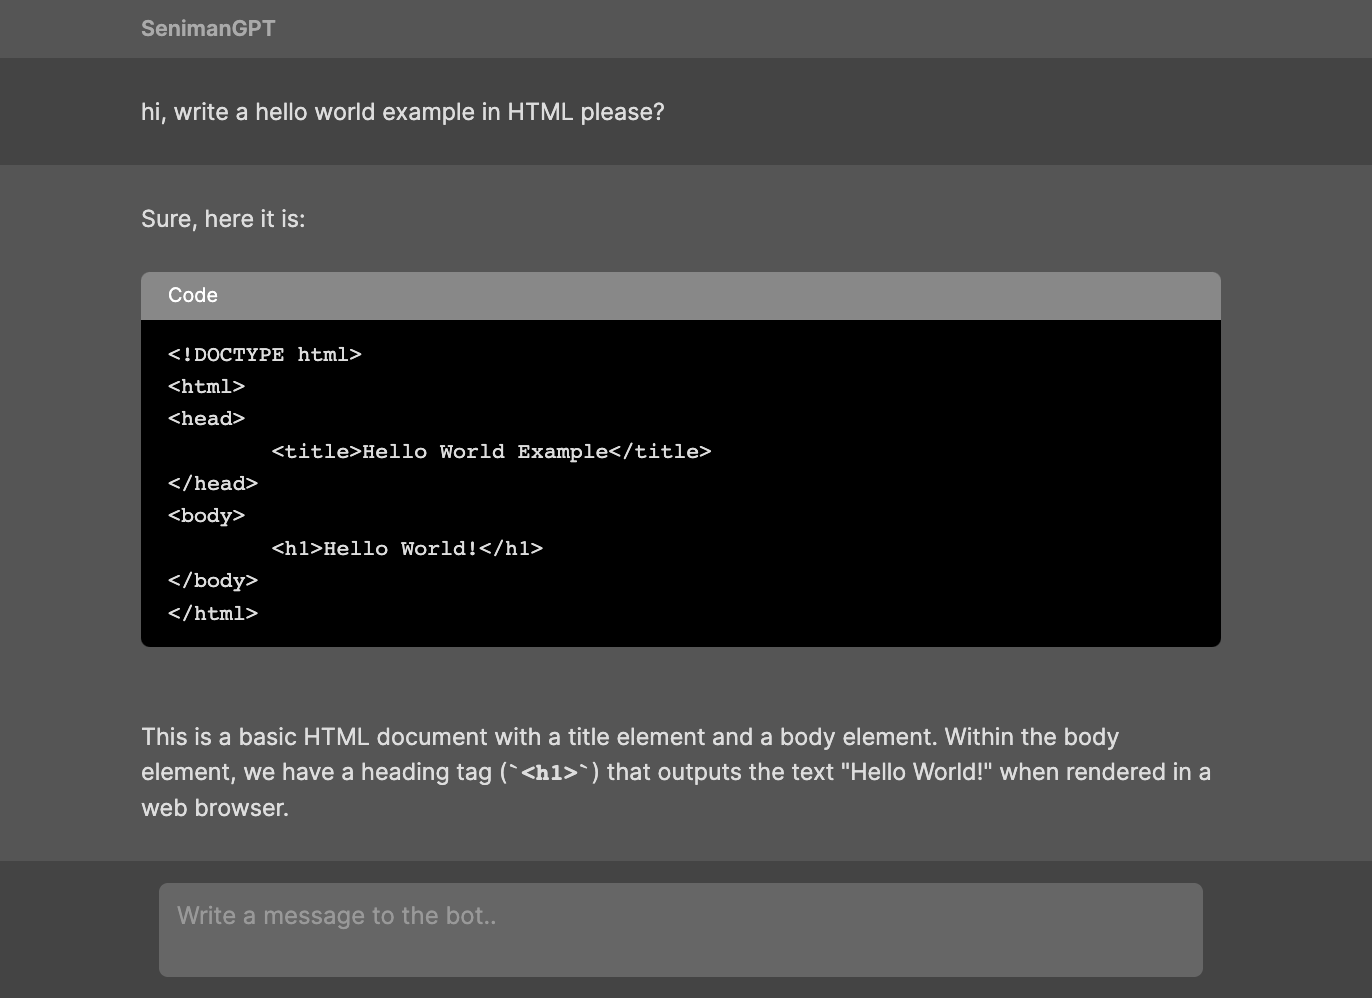 SenimanGPT
hi, write a hello world example in HTML please?
Sure, here it is:
Code
<!DOCTYPE html>
<html>
<head>
        <title>Hello World Example</title>
</head>
<body>
        <h1>Hello World!</h1>
</body>
</html>
This is a basic HTML document with a title element and a body element. Within the body
element, we have a heading tag (`<h1>`) that outputs the text "Hello World!" when rendered in a
web browser.
Write a message to the bot..